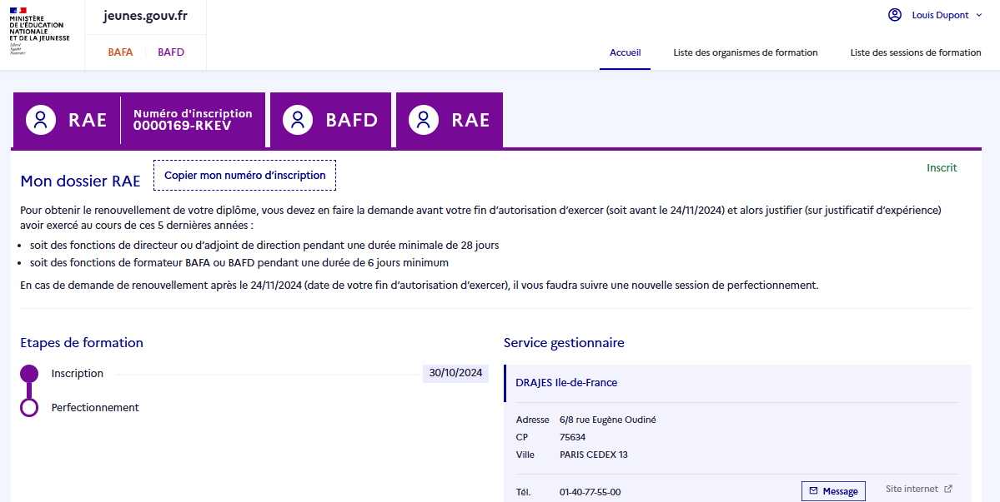 MINISTÈRE
DE L'ÉDUCATION
NATIONALE
ET DE LA JEUNESSE
Liberté
Égalité
Fraternité
jeunes.gouv.fr
BAFA BAFD
Louis Dupont
Accueil Liste des organismes de formation Liste des sessions de formation
RAE Numéro d'inscription BAFD RAE
0000169-RKEV
Inscrit
Mon dossier RAE Copier mon numéro d’inscription
Pour obtenir le renouvellement de votre diplôme, vous devez en faire la demande avant votre fin d’autorisation d’exercer (soit avant le 24/11/2024) et alors justifier (sur justificatif d’expérience)
avoir exercé au cours de ces 5 dernières années :
• soit des fonctions de directeur ou d’adjoint de direction pendant une durée minimale de 28 jours
• soit des fonctions de formateur BAFA ou BAFD pendant une durée de 6 jours minimum
En cas de demande de renouvellement après le 24/11/2024 (date de votre fin d’autorisation d’exercer), il vous faudra suivre une nouvelle session de perfectionnement.
Etapes de formation
Inscription 30/10/2024
Perfectionnement
Service gestionnaire
DRAJES Ile-de-France
Adresse 6/8 rue Eugène Oudiné
CP 75634
Ville PARIS CEDEX 13
Tél. 01-40-77-55-00 Message Site internet